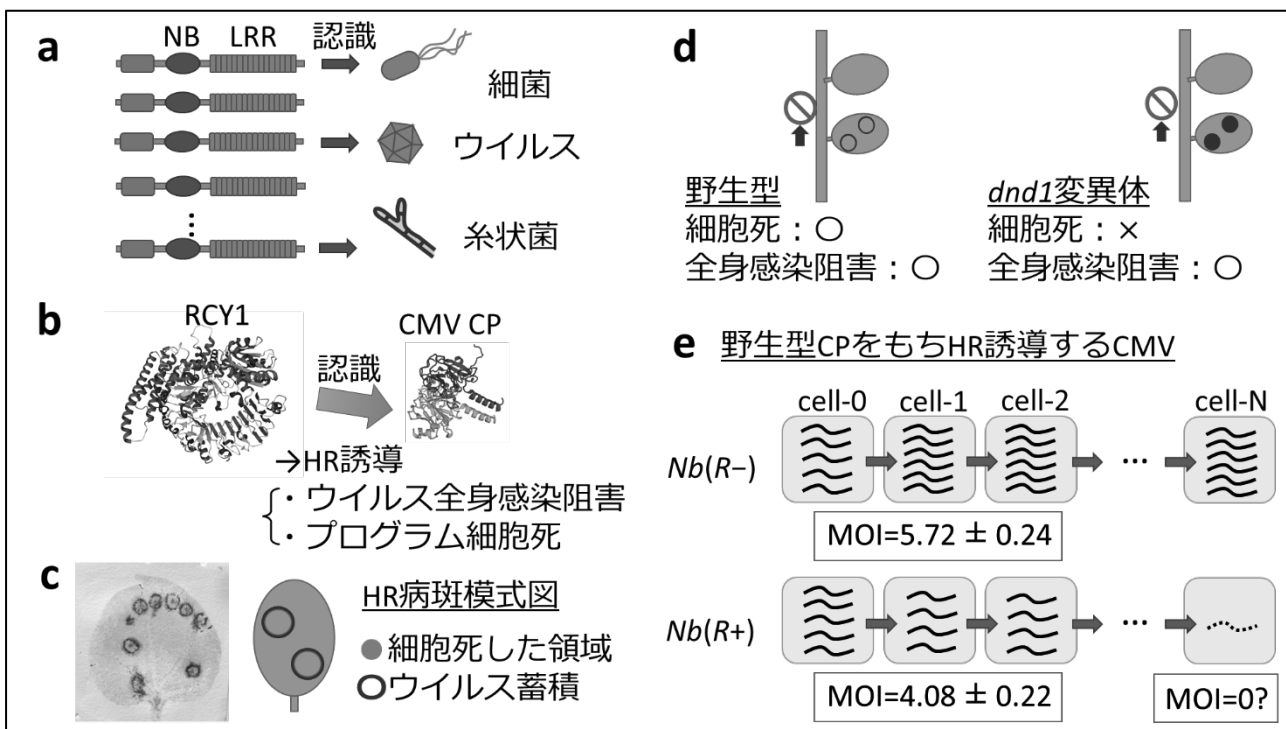 a
NB LRR 認識
細菌
ウイルス
糸状菌
b
RCY1
認識
CMV CP
→HR誘導
・ウイルス全身感染阻害
・プログラム細胞死
c
HR病斑模式図
細胞死した領域
ウイルス蓄積
d
野生型
細胞死：○
全身感染阻害：○
dnd1変異体
細胞死：×
全身感染阻害：○
e 野生型CPをもちHR誘導するCMV
cell-0 cell-1 cell-2 cell-N
Nb(R−) ···
MOI=5.72 ± 0.24
Nb(R+) ···
MOI=4.08 ± 0.22 MOI=0?